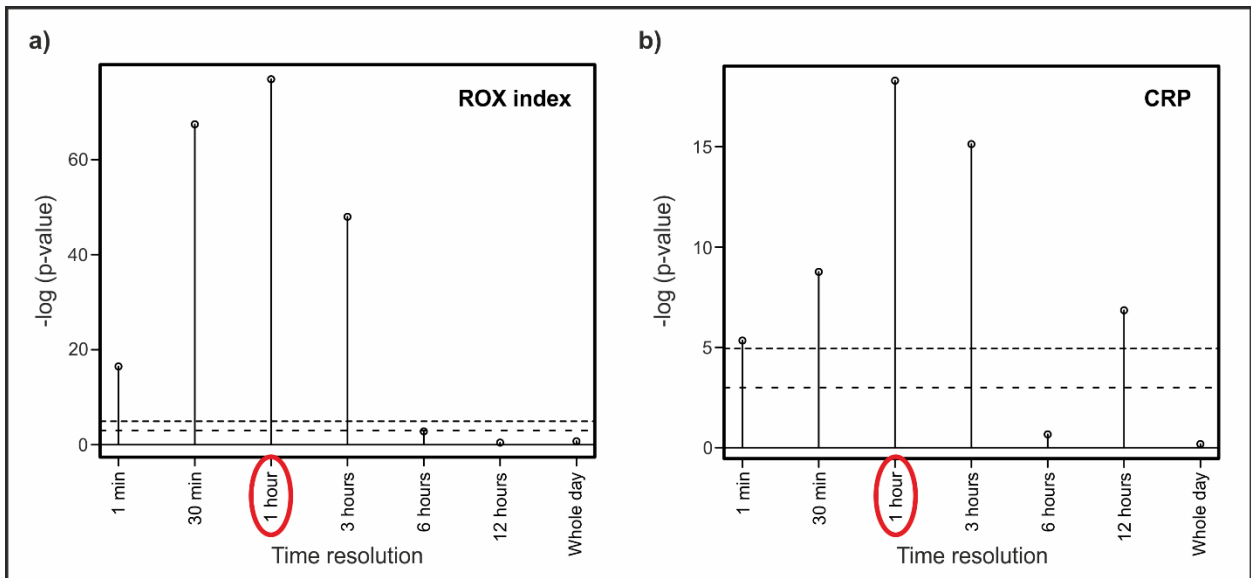 a)
ROX index
60
40
20
0
-log (p-value)
1 min
30 min
1 hour
3 hours
6 hours
12 hours
Whole day
Time resolution
b)
CRP
15
10
5
0
-log (p-value)
1 min
30 min
1 hour
3 hours
6 hours
12 hours
Whole day
Time resolution